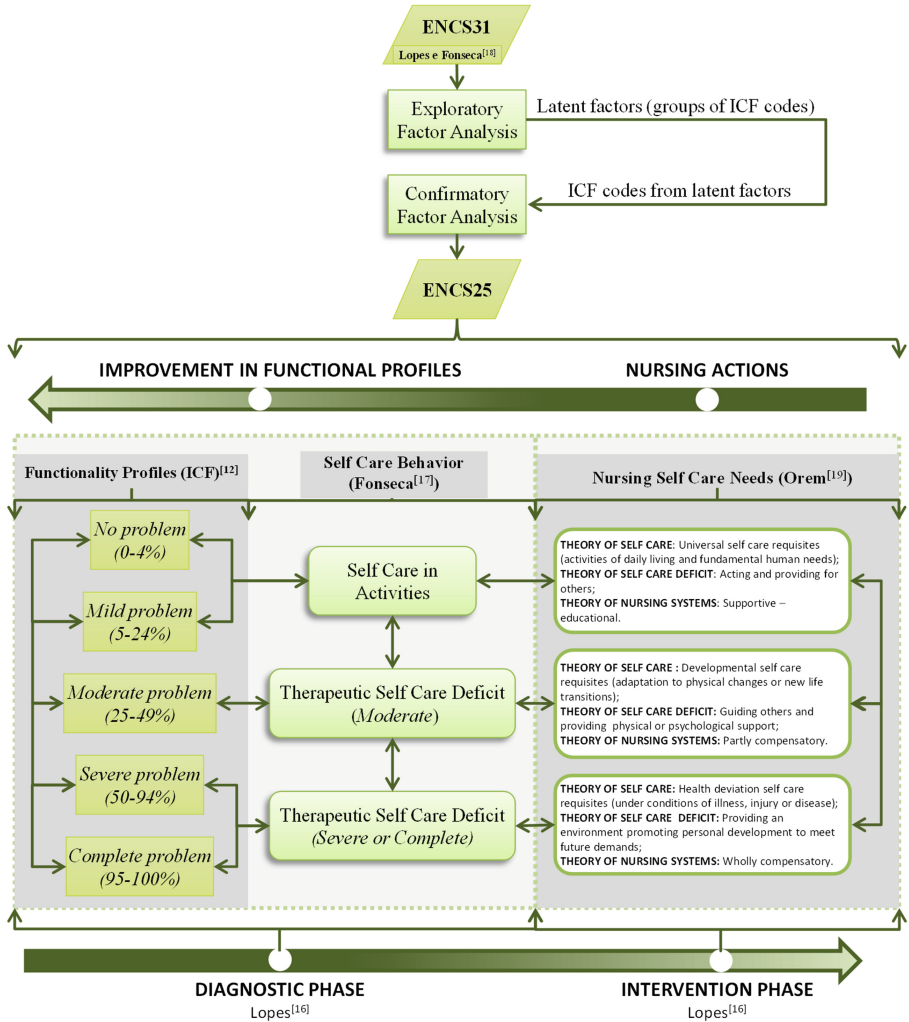 ENCS31
Lopes e Fonseca[18]
Exploratory
Factor Analysis
Latent factors (groups of ICF codes)
Confirmatory
Factor Analysis
ICF codes from latent factors
ENCS25
IMPROVEMENT IN FUNCTIONAL PROFILES
NURSING ACTIONS
Functionality Profiles (ICF)[12]
Self Care Behavior
(Fonseca[17])
Nursing Self Care Needs (Orem[19])
No problem
(0-4%)
Mild problem
(5-24%)
Moderate problem
(25-49%)
Severe problem
(50-94%)
Complete problem
(95-100%)
Self Care in
Activities
Therapeutic Self Care Deficit
(Moderate)
Therapeutic Self Care Deficit
(Severe or Complete)
THEORY OF SELF CARE: Universal self care requisites
(activities of daily living and fundamental human needs);
THEORY OF SELF CARE DEFICIT: Acting and providing for
others;
THEORY OF NURSING SYSTEMS: Supportive –
educational.
THEORY OF SELF CARE : Developmental self care
requisites (adaptation to physical changes or new life
transitions);
THEORY OF SELF CARE DEFICIT: Guiding others and
providing physical or psychological support;
THEORY OF NURSING SYSTEMS: Partly compensatory.
THEORY OF SELF CARE: Health deviation self care
requisites (under conditions of illness, injury or disease);
THEORY OF SELF CARE DEFICIT: Providing an
environment promoting personal development to meet
future demands;
THEORY OF NURSING SYSTEMS: Wholly compensatory.
DIAGNOSTIC PHASE
Lopes[16]
INTERVENTION PHASE
Lopes[16]